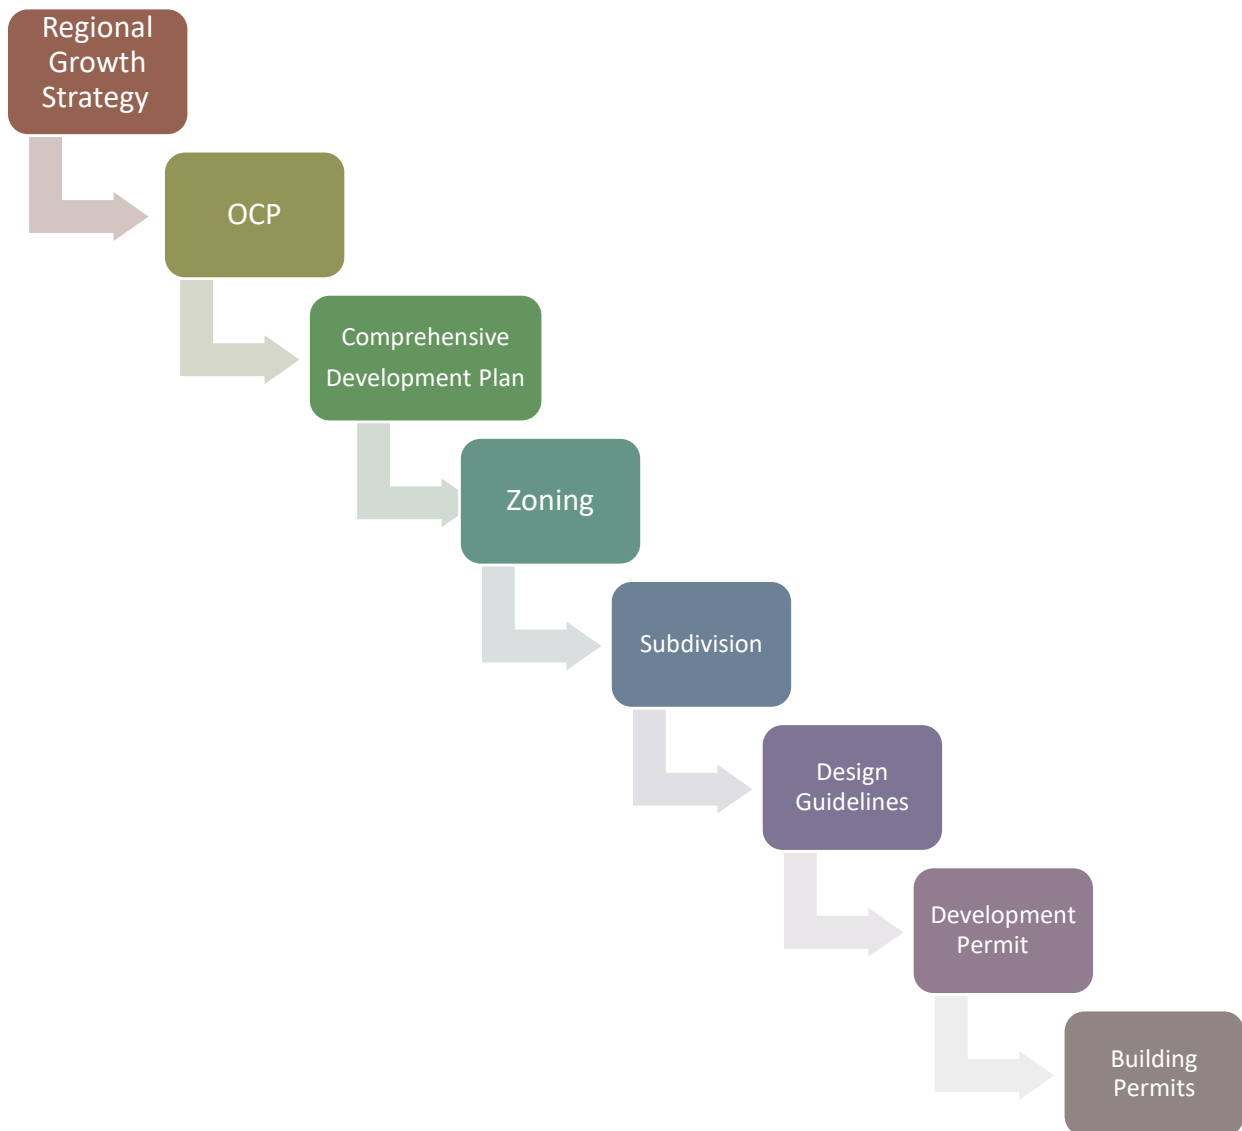 Regional
Growth
Strategy
OCP
Comprehensive
Development Plan
Zoning
Subdivision
Design
Guidelines
Development
Permit
Building
Permits